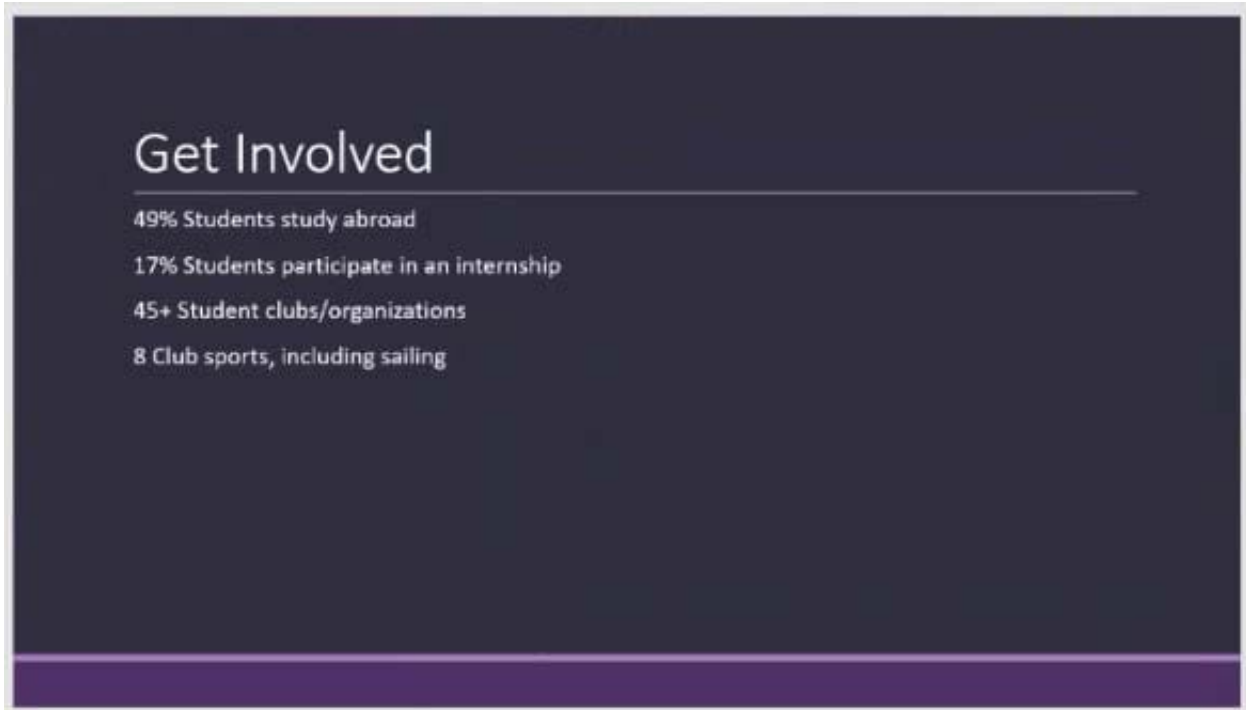 Get Involved
49% Students study abroad
17% Students participate in an internship
45+ Student clubs/organizations
8 Club sports, including sailing